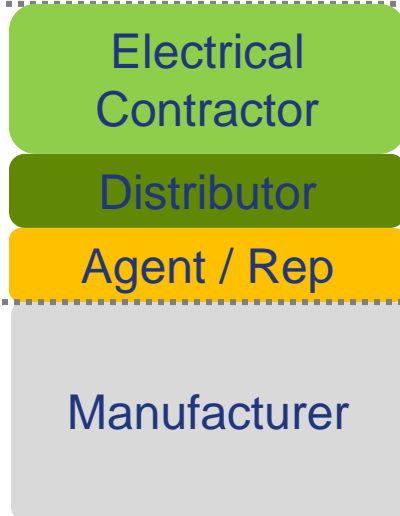 Electrical
Contractor
Distributor
Agent / Rep
Manufacturer